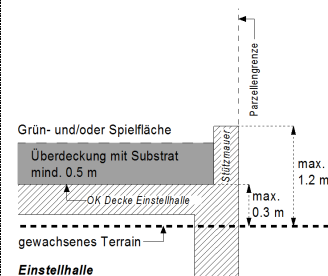 Parzellengrenze
Grün- und/oder Spielfläche
Überdeckung mit Substrat
mind. 0.5 m
Stützmauer
max.
1.2 m
OK Decke Einstellhalle
max.
0.3 m
gewachsenes Terrain
Einstellhalle